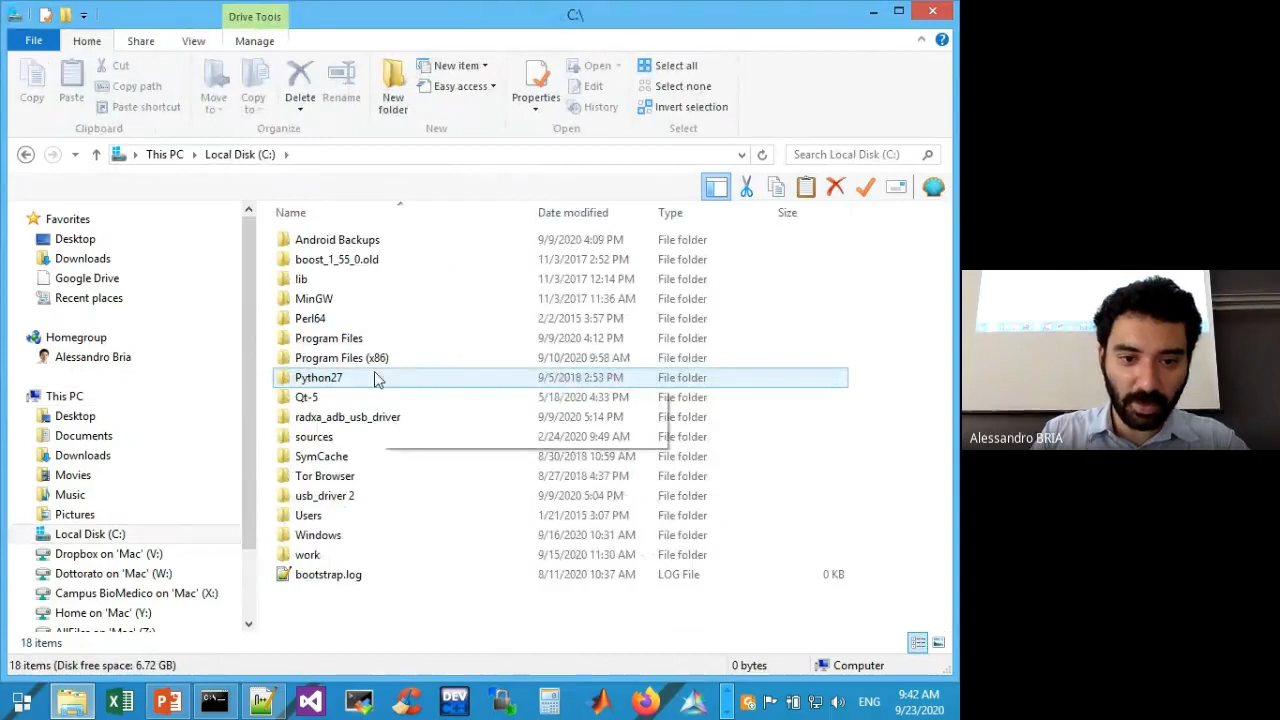 Drive Tools
C:\
File
Home
Share
View
Manage
Copy
Paste
Cut
Copy path
Paste shortcut
Clipboard
Move to
Copy to
Delete
Rename
Organize
New folder
New item
Easy access
New
Properties
Open
Edit
History
Open
Select all
Select none
Invert selection
Select
This PC
Local Disk (C:)
Search Local Disk (C:)
Name Date modified Type Size
Android Backups 9/9/2020 4:09 PM File folder
boost_1_55_0.old 11/3/2017 2:52 PM File folder
lib 11/3/2017 12:14 PM File folder
MinGW 11/3/2017 11:36 AM File folder
Perl64 2/2/2015 3:57 PM File folder
Program Files 9/9/2020 4:12 PM File folder
Program Files (x86) 9/10/2020 9:58 AM File folder
Python27 9/5/2018 2:53 PM File folder
Qt-5 5/18/2020 4:33 PM File folder
radxa_adb_usb_driver 9/9/2020 5:14 PM File folder
sources 2/24/2020 9:49 AM File folder
SymCache 8/30/2018 10:59 AM File folder
Tor Browser 8/27/2018 4:37 PM File folder
usb_driver 2 9/9/2020 5:04 PM File folder
Users 1/21/2015 3:07 PM File folder
Windows 9/16/2020 10:31 AM File folder
work 9/15/2020 11:30 AM File folder
bootstrap.log 8/11/2020 10:37 AM LOG File 0 KB
Favorites
Desktop
Downloads
Google Drive
Recent places
Homegroup
Alessandro Bria
This PC
Desktop
Documents
Downloads
Movies
Music
Pictures
Local Disk (C:)
Dropbox on 'Mac' (V:)
Dottorato on 'Mac' (W:)
Campus BioMedico on 'Mac' (X:)
Home on 'Mac' (Y:)
AllFiles on 'Mac' (Z:)
18 items
18 items (Disk free space: 6.72 GB)
0 bytes
Computer
DEV
ENG
9:42 AM
9/23/2020
Alessandro BRIA